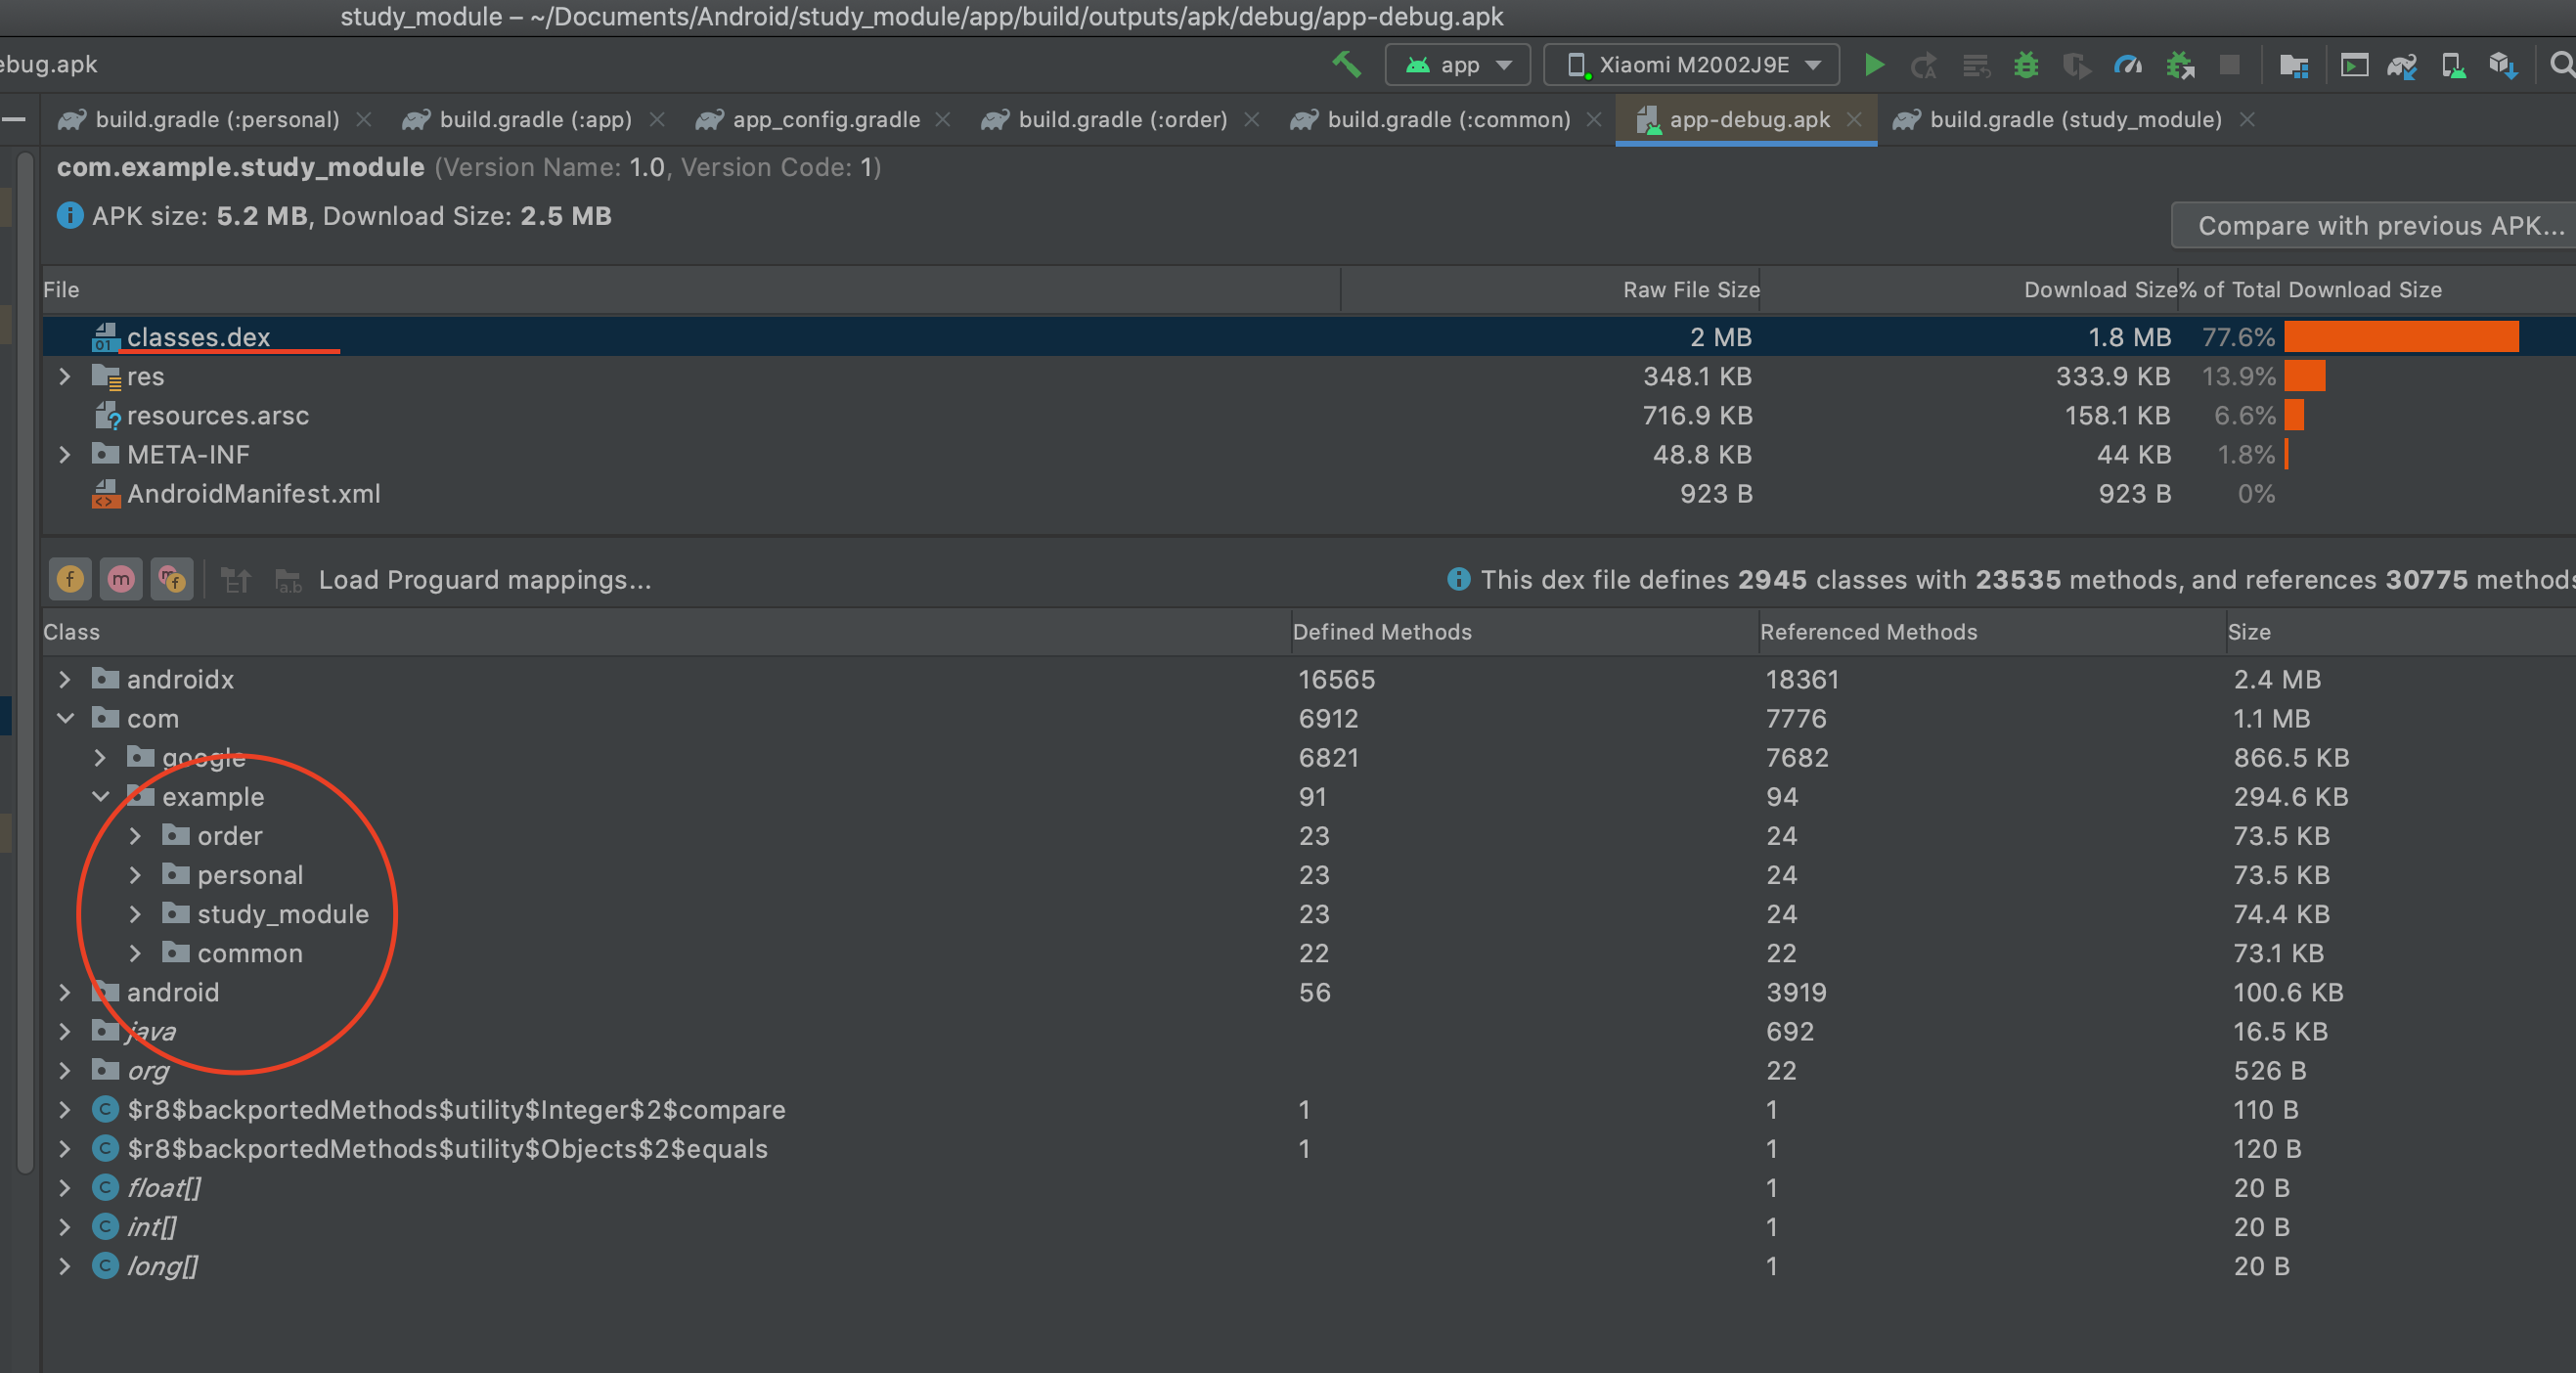 study_module – ~/Documents/Android/study_module/app/build/outputs/apk/debug/app-debug.apk
ebug.apk app Xiaomi M2002J9E
build.gradle (:personal) build.gradle (:app) app_config.gradle build.gradle (:order) build.gradle (:common) app-debug.apk build.gradle (study_module)
com.example.study_module (Version Name: 1.0, Version Code: 1)
APK size: 5.2 MB, Download Size: 2.5 MB
Compare with previous APK...
File Raw File Size Download Size % of Total Download Size
classes.dex 2 MB 1.8 MB 77.6%
res 348.1 KB 333.9 KB 13.9%
resources.arsc 716.9 KB 158.1 KB 6.6%
META-INF 48.8 KB 44 KB 1.8%
AndroidManifest.xml 923 B 923 B 0%
Load Proguard mappings... This dex file defines 2945 classes with 23535 methods, and references 30775 methods
Class Defined Methods Referenced Methods Size
androidx 16565 18361 2.4 MB
com 6912 7776 1.1 MB
google 6821 7682 866.5 KB
example 91 94 294.6 KB
order 23 24 73.5 KB
personal 23 24 73.5 KB
study_module 23 24 74.4 KB
common 22 22 73.1 KB
android 56 3919 100.6 KB
java 692 16.5 KB
org 22 526 B
$r8$backportedMethods$utility$Integer$2$compare 1 1 110 B
$r8$backportedMethods$utility$Objects$2$equals 1 1 120 B
float[] 1 20 B
int[] 1 20 B
long[] 1 20 B